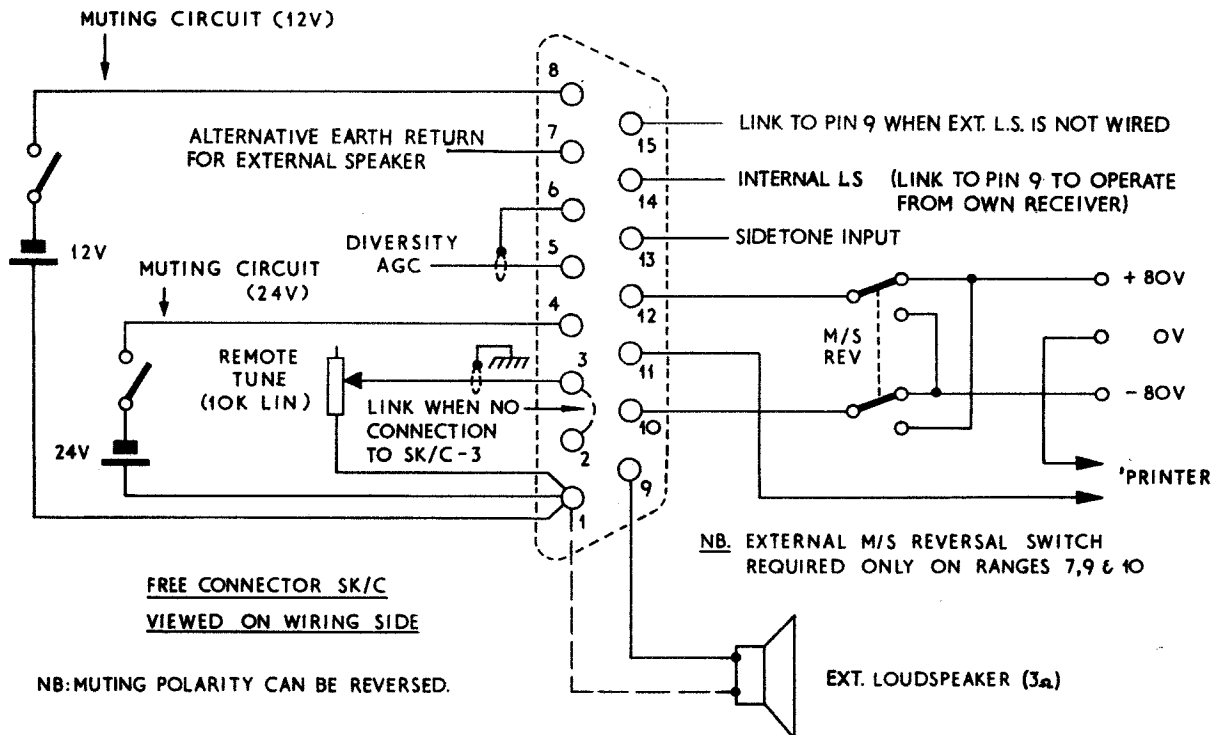 MUTING CIRCUIT (12V)
8
7
6
5
4
3
2
1
15
14
13
12
11
10
9
ALTERNATIVE EARTH RETURN
FOR EXTERNAL SPEAKER
LINK TO PIN 9 WHEN EXT. L.S. IS NOT WIRED
INTERNAL LS (LINK TO PIN 9 TO OPERATE
FROM OWN RECEIVER)
DIVERSITY
AGC
SIDETONE INPUT
12V
MUTING CIRCUIT
(24V)
+80V
0V
-80V
M/S
REV
REMOTE
TUNE
(10K LIN)
LINK WHEN NO
CONNECTION
TO SK/C-3
24V
'PRINTER
NB. EXTERNAL M/S REVERSAL SWITCH
REQUIRED ONLY ON RANGES 7,9 & 10
FREE CONNECTOR SK/C
VIEWED ON WIRING SIDE
NB:MUTING POLARITY CAN BE REVERSED.
EXT. LOUDSPEAKER (3Ω)